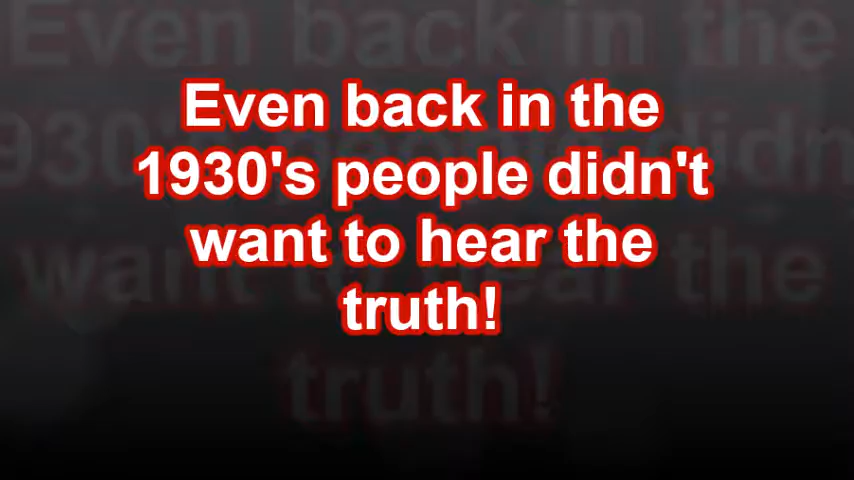 Even back in the
1930's people didn't
want to hear the
truth!